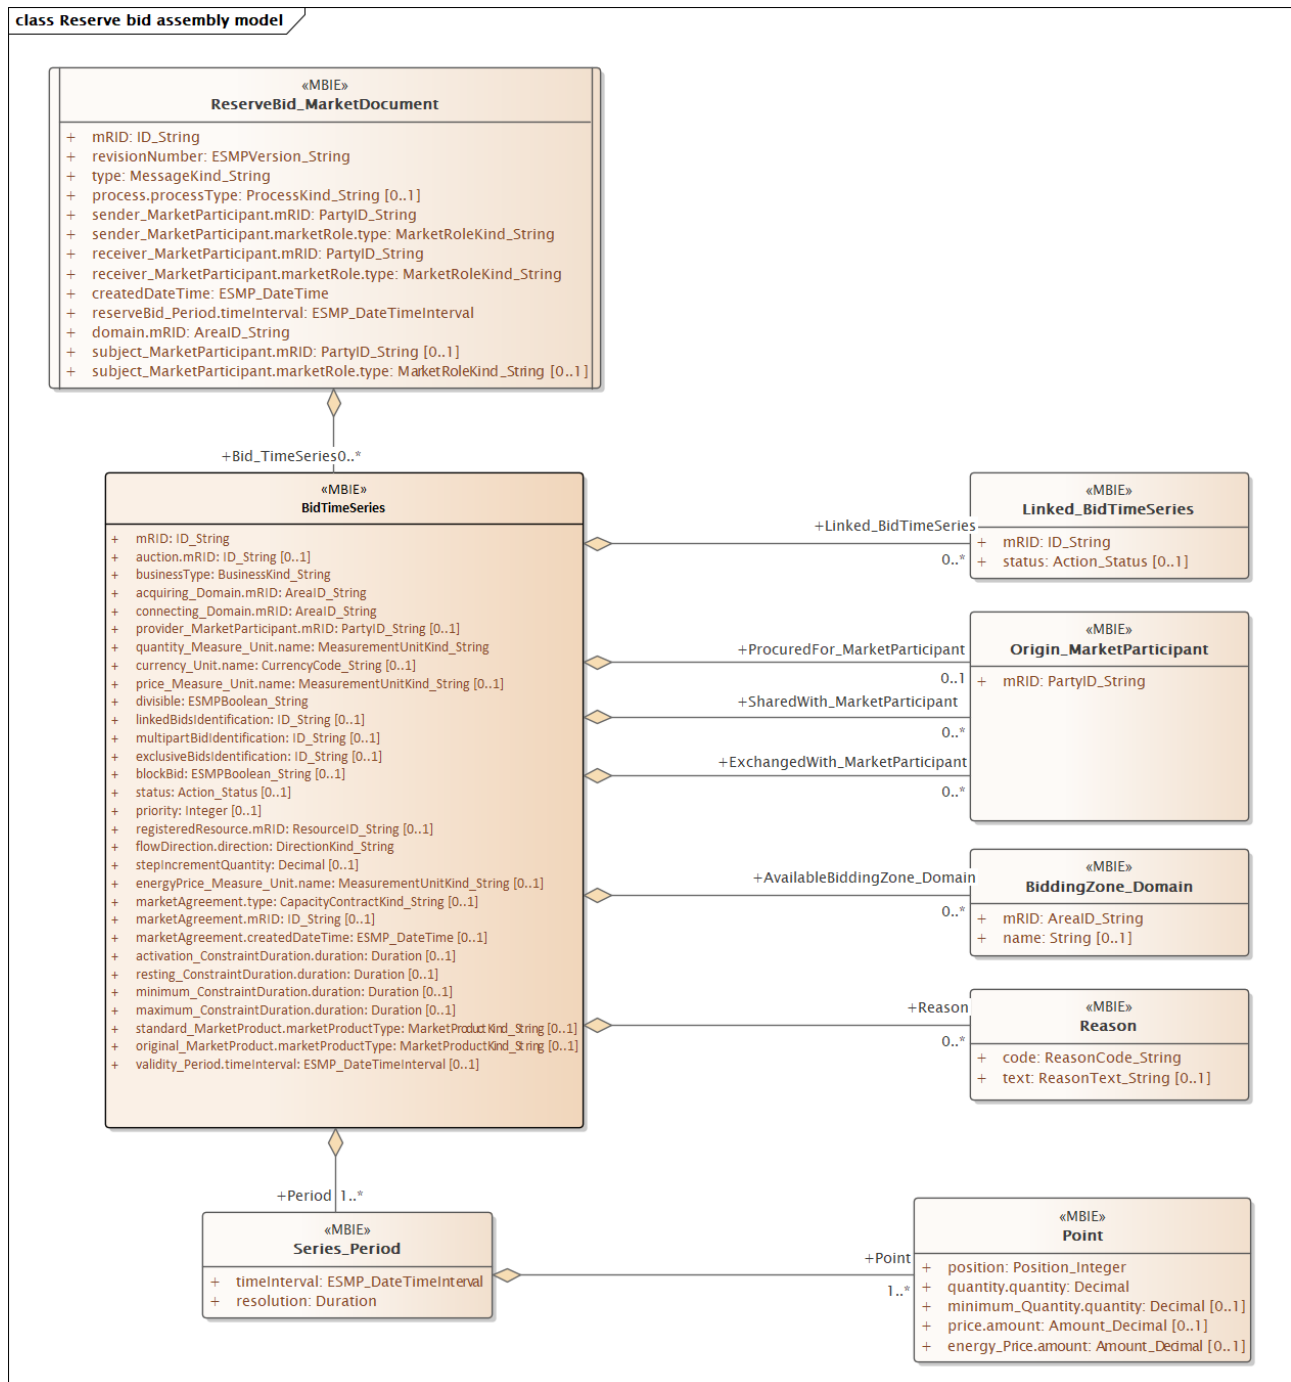 class Reserve bid assembly model
«MBIE»
ReserveBid_MarketDocument
+ mRID: ID_String
+ revisionNumber: ESMPVersion_String
+ type: MessageKind_String
+ process.processType: ProcessKind_String [0..1]
+ sender_MarketParticipant.mRID: PartyID_String
+ sender_MarketParticipant.marketRole.type: MarketRoleKind_String
+ receiver_MarketParticipant.mRID: PartyID_String
+ receiver_MarketParticipant.marketRole.type: MarketRoleKind_String
+ createdDateTime: ESMP_DateTime
+ reserveBid_Period.timeInterval: ESMP_DateTimeInterval
+ domain.mRID: AreaID_String
+ subject_MarketParticipant.mRID: PartyID_String [0..1]
+ subject_MarketParticipant.marketRole.type: MarketRoleKind_String [0..1]
+Bid_TimeSeries 0..*
«MBIE»
BidTimeSeries
+ mRID: ID_String
+ auction.mRID: ID_String [0..1]
+ businessType: BusinessKind_String
+ acquiring_Domain.mRID: AreaID_String
+ connecting_Domain.mRID: AreaID_String
+ provider_MarketParticipant.mRID: PartyID_String [0..1]
+ quantity_Measure_Unit.name: MeasurementUnitKind_String
+ currency_Unit.name: CurrencyCode_String [0..1]
+ price_Measure_Unit.name: MeasurementUnitKind_String [0..1]
+ divisible: ESMPBoolean_String
+ linkedBidsIdentification: ID_String [0..1]
+ multipartBidIdentification: ID_String [0..1]
+ exclusiveBidsIdentification: ID_String [0..1]
+ blockBid: ESMPBoolean_String [0..1]
+ status: Action_Status [0..1]
+ priority: Integer [0..1]
+ registeredResource.mRID: ResourceID_String [0..1]
+ flowDirection.direction: DirectionKind_String
+ stepIncrementQuantity: Decimal [0..1]
+ energyPrice_Measure_Unit.name: MeasurementUnitKind_String [0..1]
+ marketAgreement.type: CapacityContractKind_String [0..1]
+ marketAgreement.mRID: ID_String [0..1]
+ marketAgreement.createdDateTime: ESMP_DateTime [0..1]
+ activation_ConstraintDuration.duration: Duration [0..1]
+ resting_ConstraintDuration.duration: Duration [0..1]
+ minimum_ConstraintDuration.duration: Duration [0..1]
+ maximum_ConstraintDuration.duration: Duration [0..1]
+ standard_MarketProduct.marketProductType: MarketProductKind_String [0..1]
+ original_MarketProduct.marketProductType: MarketProductKind_String [0..1]
+ validity_Period.timeInterval: ESMP_DateTimeInterval [0..1]
+Linked_BidTimeSeries
0..*
«MBIE»
Linked_BidTimeSeries
+ mRID: ID_String
+ status: Action_Status [0..1]
+ProcuredFor_MarketParticipant
0..1
+SharedWith_MarketParticipant
0..*
+ExchangedWith_MarketParticipant
0..*
«MBIE»
Origin_MarketParticipant
+ mRID: PartyID_String
+AvailableBiddingZone_Domain
0..*
«MBIE»
BiddingZone_Domain
+ mRID: AreaID_String
+ name: String [0..1]
+Reason
0..*
«MBIE»
Reason
+ code: ReasonCode_String
+ text: ReasonText_String [0..1]
+Period 1..*
«MBIE»
Series_Period
+ timeInterval: ESMP_DateTimeInterval
+ resolution: Duration
+Point
1..*
«MBIE»
Point
+ position: Position_Integer
+ quantity.quantity: Decimal
+ minimum_Quantity.quantity: Decimal [0..1]
+ price.amount: Amount_Decimal [0..1]
+ energy_Price.amount: Amount_Decimal [0..1]